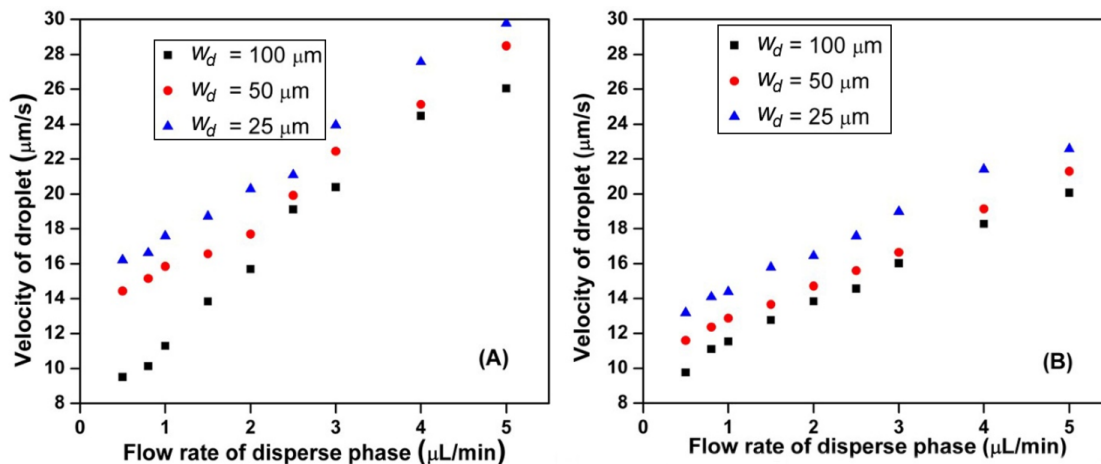 30
28
26
24
22
20
18
16
14
12
10
8
Velocity of droplet (μm/s)
w_d = 100 μm
w_d = 50 μm
w_d = 25 μm
(A)
0 1 2 3 4 5
Flow rate of disperse phase (μL/min)
30
28
26
24
22
20
18
16
14
12
10
8
Velocity of droplet (μm/s)
w_d = 100 μm
w_d = 50 μm
w_d = 25 μm
(B)
0 1 2 3 4 5
Flow rate of disperse phase (μL/min)